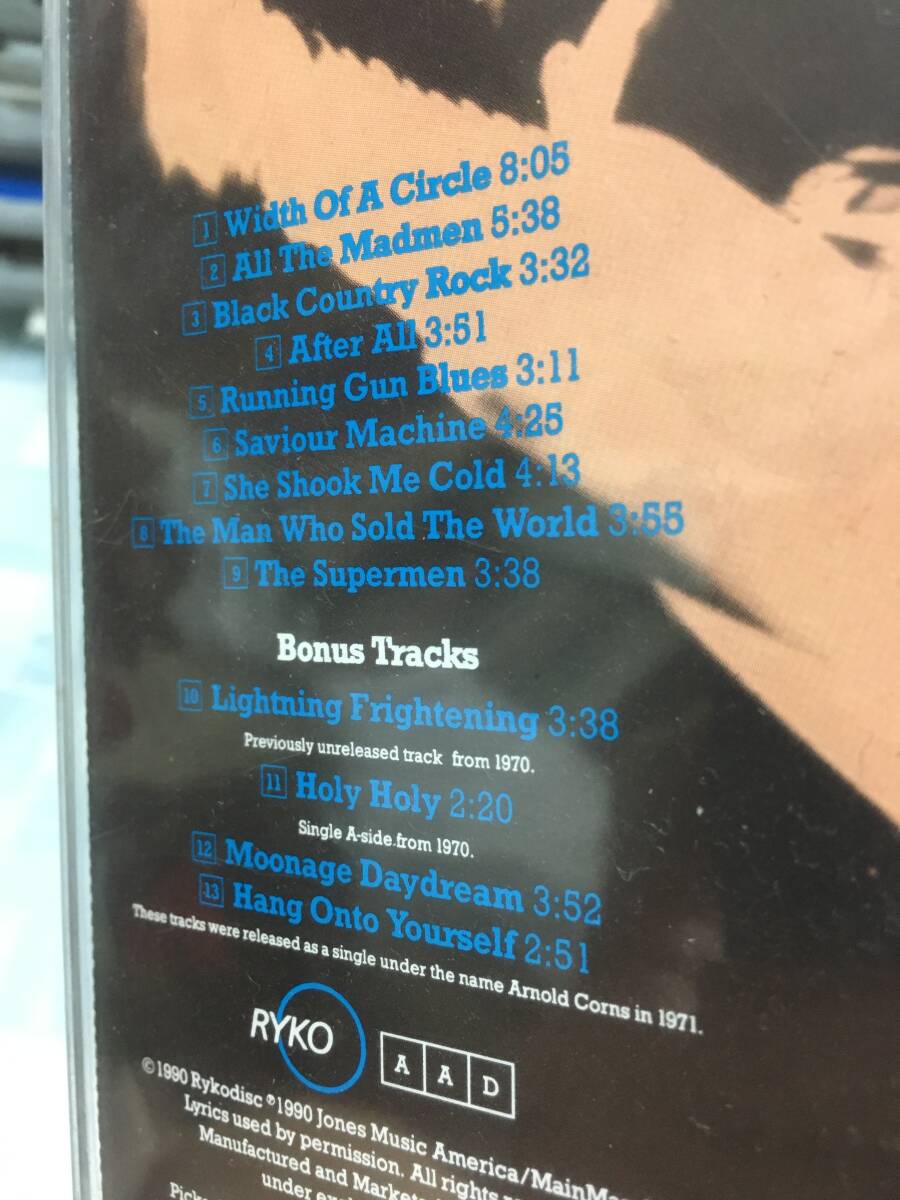 1 Width Of A Circle 8:05
2 All The Madmen 5:38
3 Black Country Rock 3:32
4 After All 3:51
5 Running Gun Blues 3:11
6 Saviour Machine 4:25
7 She Shook Me Cold 4:13
8 The Man Who Sold The World 3:55
9 The Supermen 3:38
Bonus Tracks
10 Lightning Frightening 3:38
Previously unreleased track from 1970.
11 Holy Holy 2:20
Single A-side from 1970.
12 Moonage Daydream 3:52
13 Hang Onto Yourself 2:51
These tracks were released as a single under the name Arnold Corns in 1971.
RYKO
A A D
©1990 Rykodisc ℗1990 Jones Music America/MainMa
Lyrics used by permission. All rights
Manufactured and Markete
under